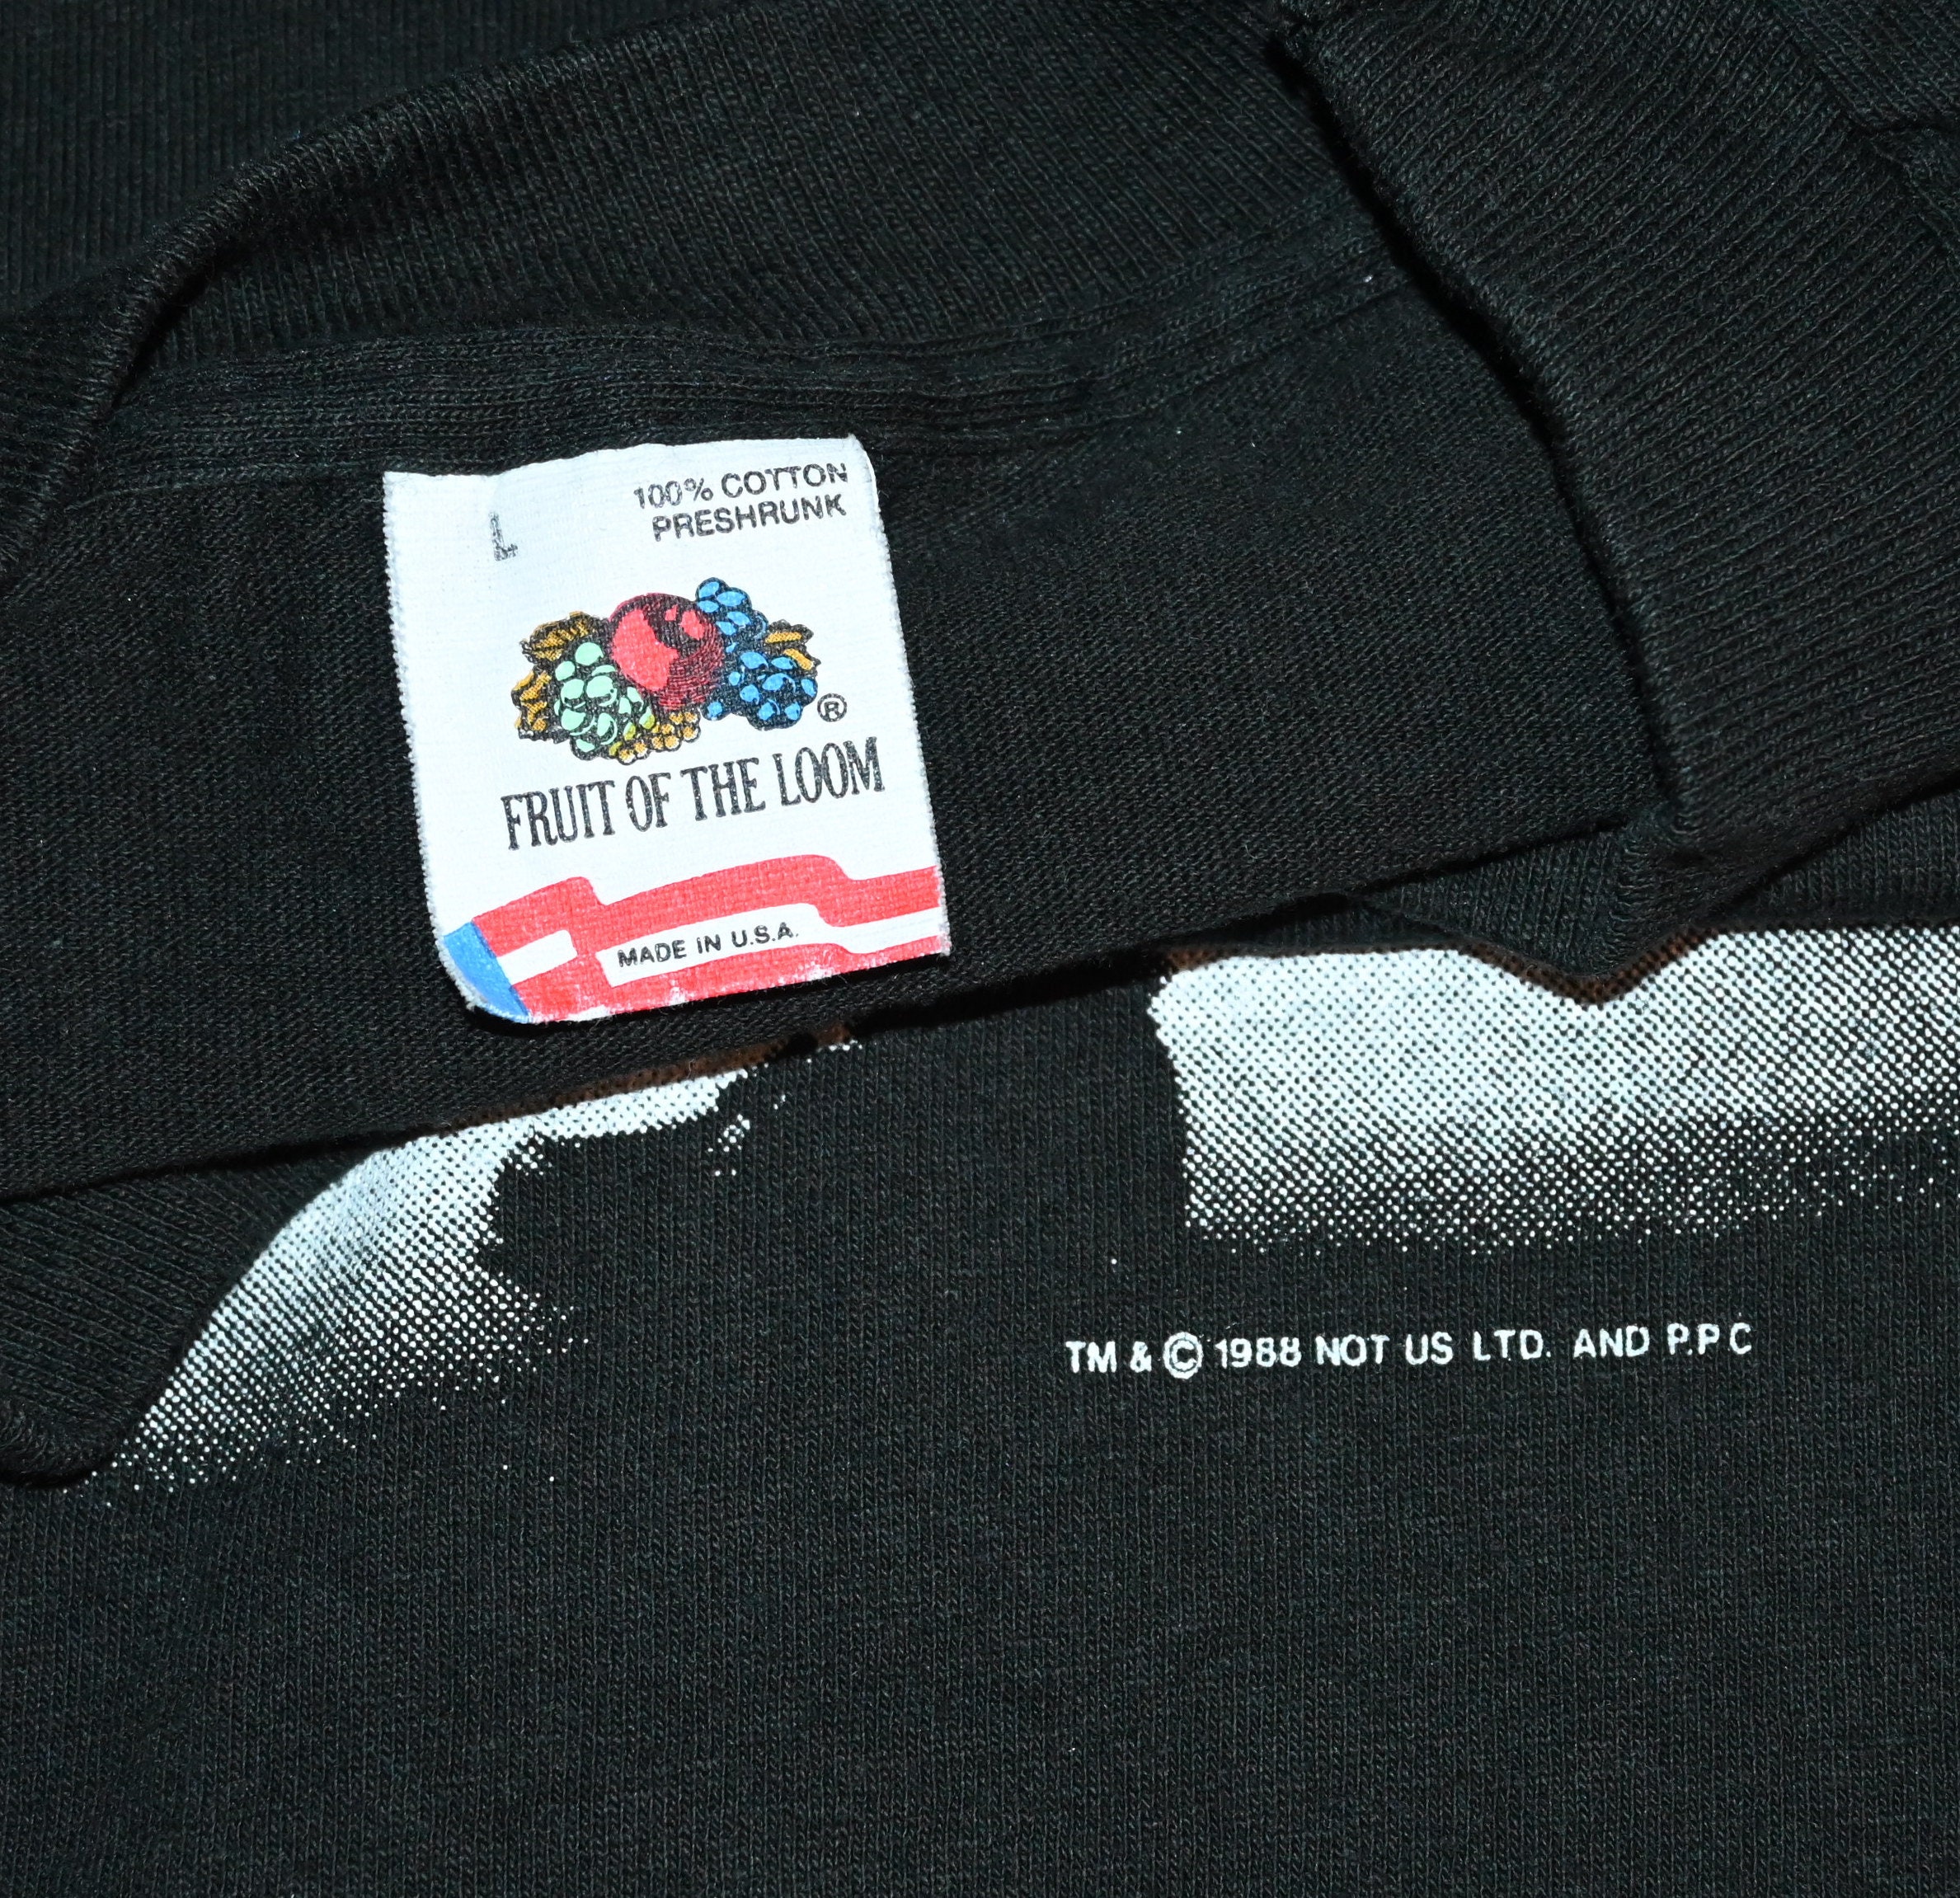 100% COTTON
PRESHRUNK
L
®
FRUIT OF THE LOOM
MADE IN U.S.A.
TM & © 1988 NOT US LTD. AND P.P C